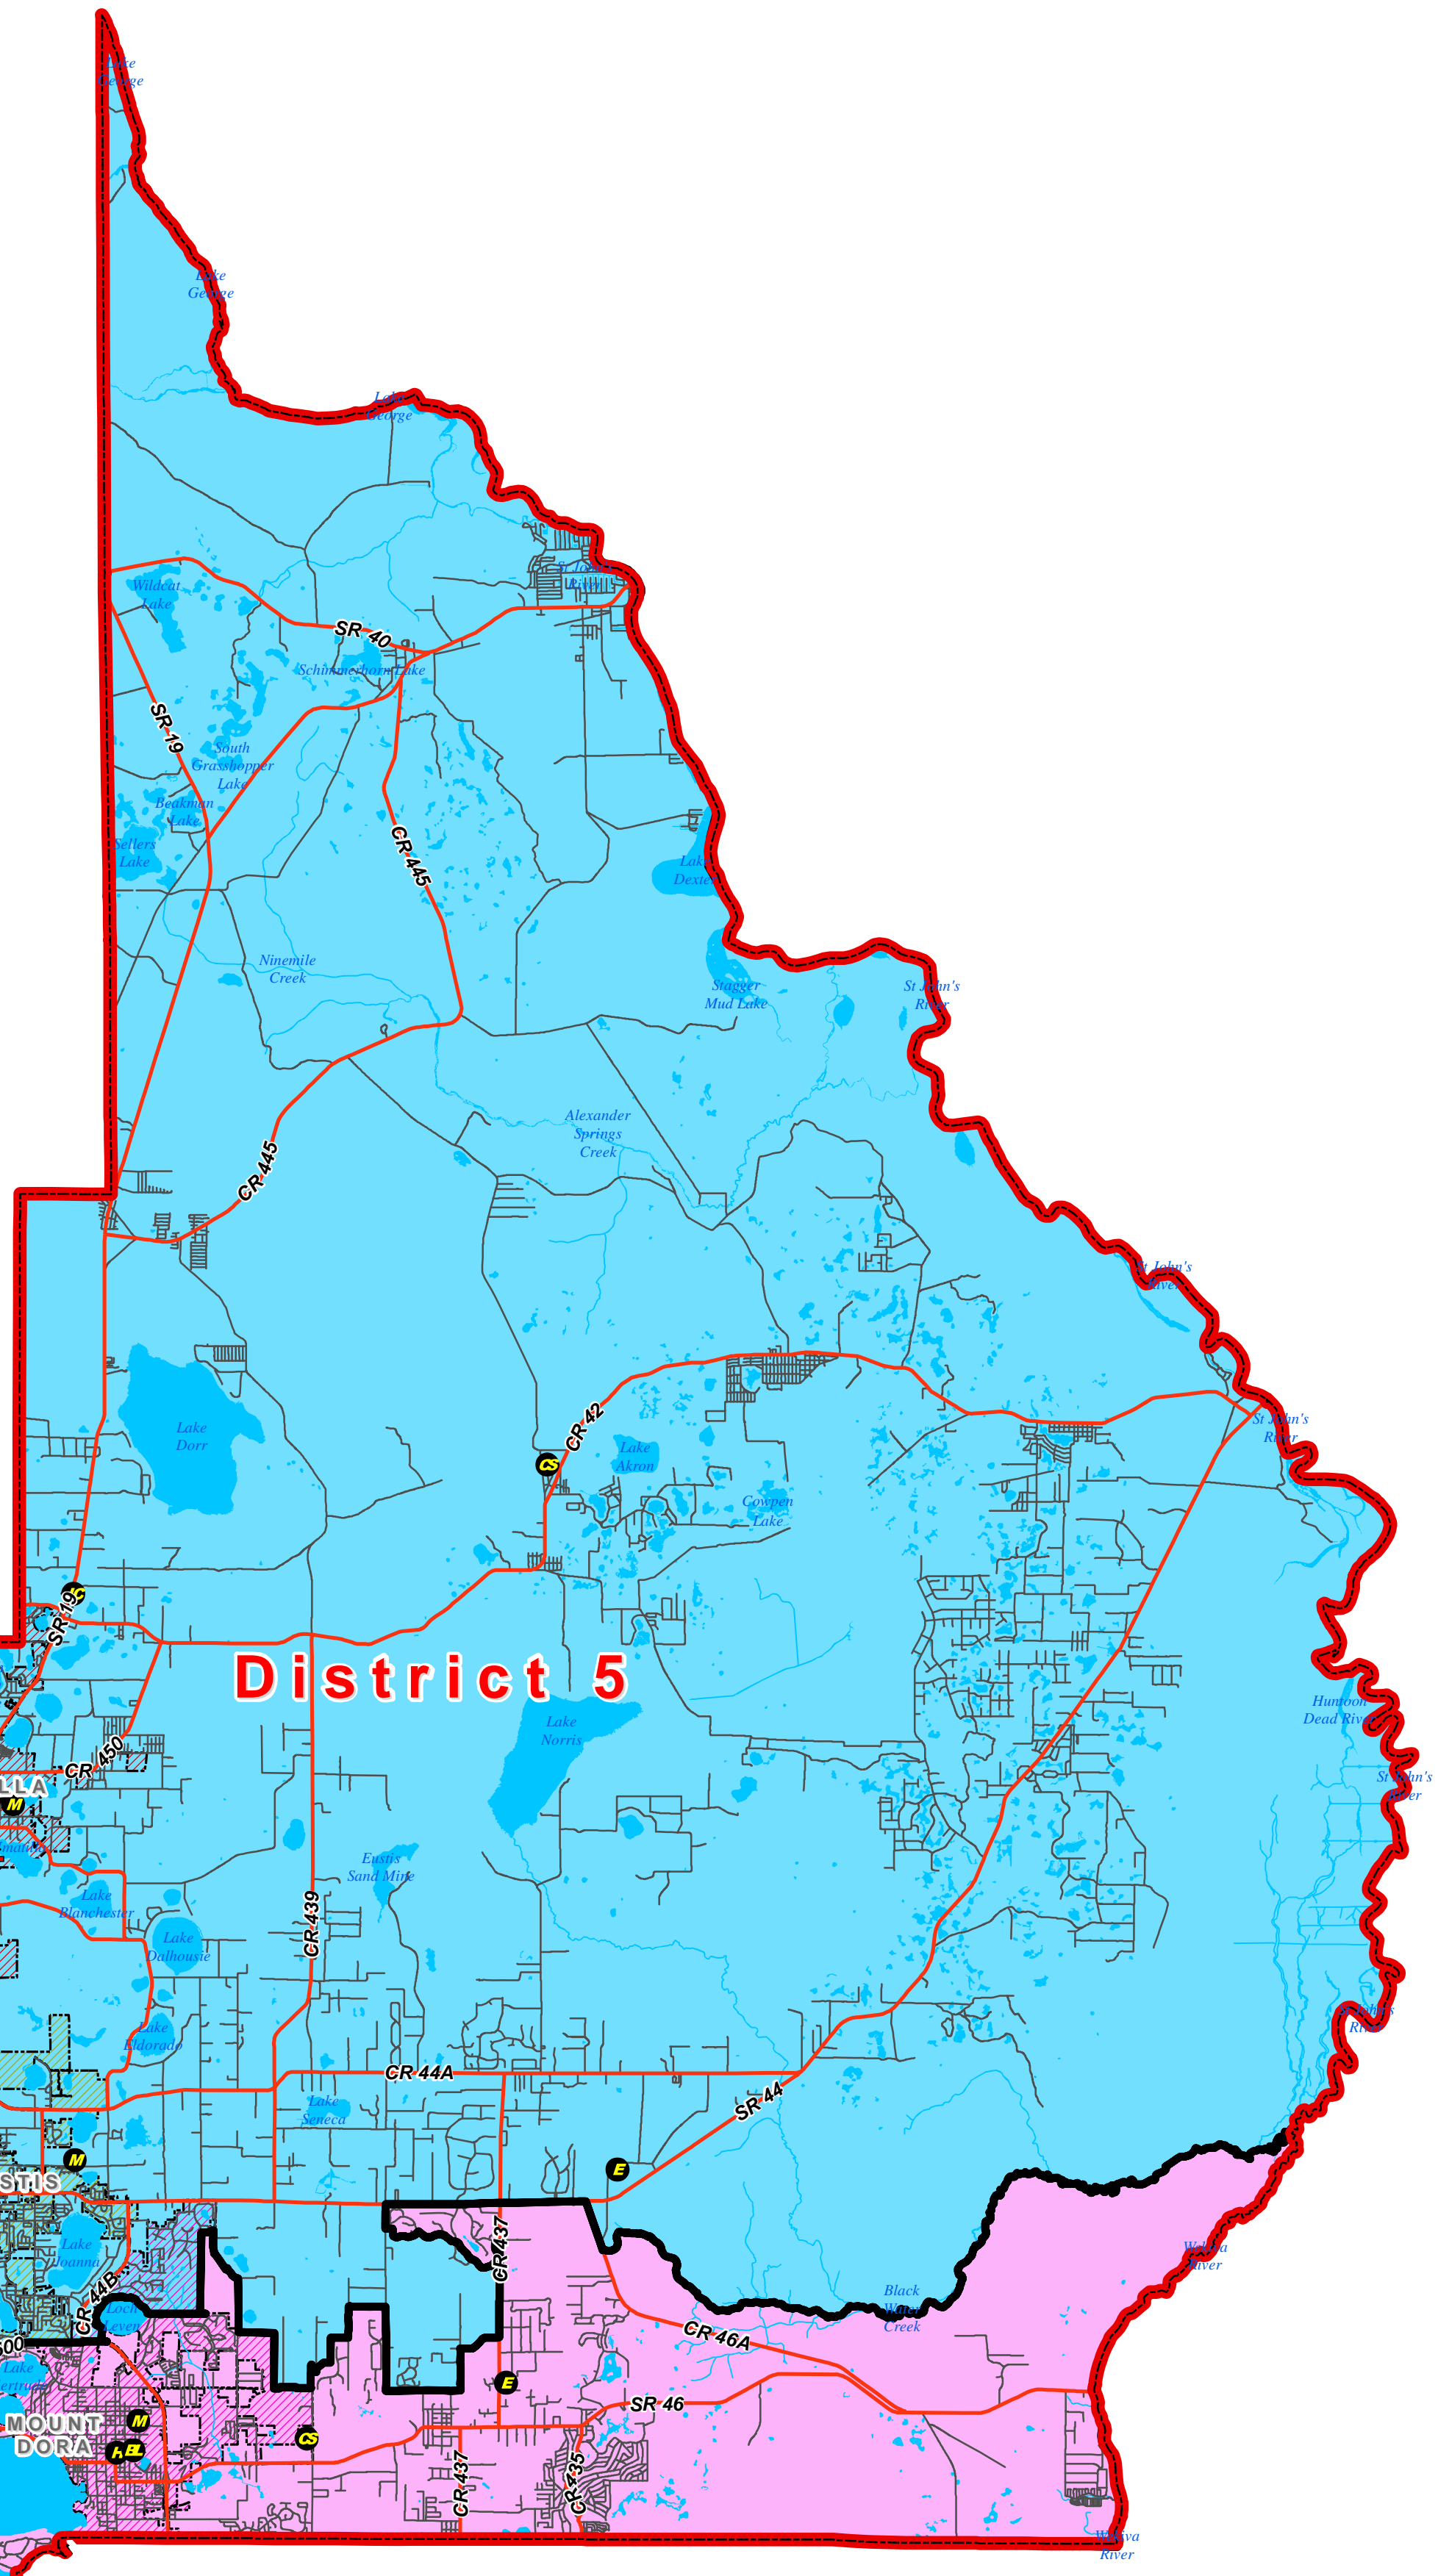 Lake
George
Lake
George
Lake
George
St John's
River
Wildcat
Lake
SR 40
Schimmerhorn Lake
SR 19
South
Grasshopper
Lake
Beakman
Lake
Sellers
Lake
CR 445
Lake
Dexter
Ninemile
Creek
Stagger
Mud Lake
St John's
River
Alexander
Springs
Creek
CR 445
St John's
River
Lake
Dorr
CR 42
St John's
River
CS
Lake
Akron
Cowpen
Lake
SR 19
District 5
Lake
Norris
Huntoon
Dead River
CR 450
LLA
M
St John's
River
Eustis
Sand Mine
Lake
Blanchester
CR 439
Lake
Dalhousie
St John's
River
Lake
Eldorado
CR 44A
Lake
Seneca
SR 44
M
E
STIS
Lake
Joanna
CR 437
Wekiva
River
CR 44B
Loch
Leven
Black
Water
Creek
CR 46A
Lake
E
SR 46
MOUNT
DORA
M
CS
BL
CR 437
CR 435
Wekiva
River